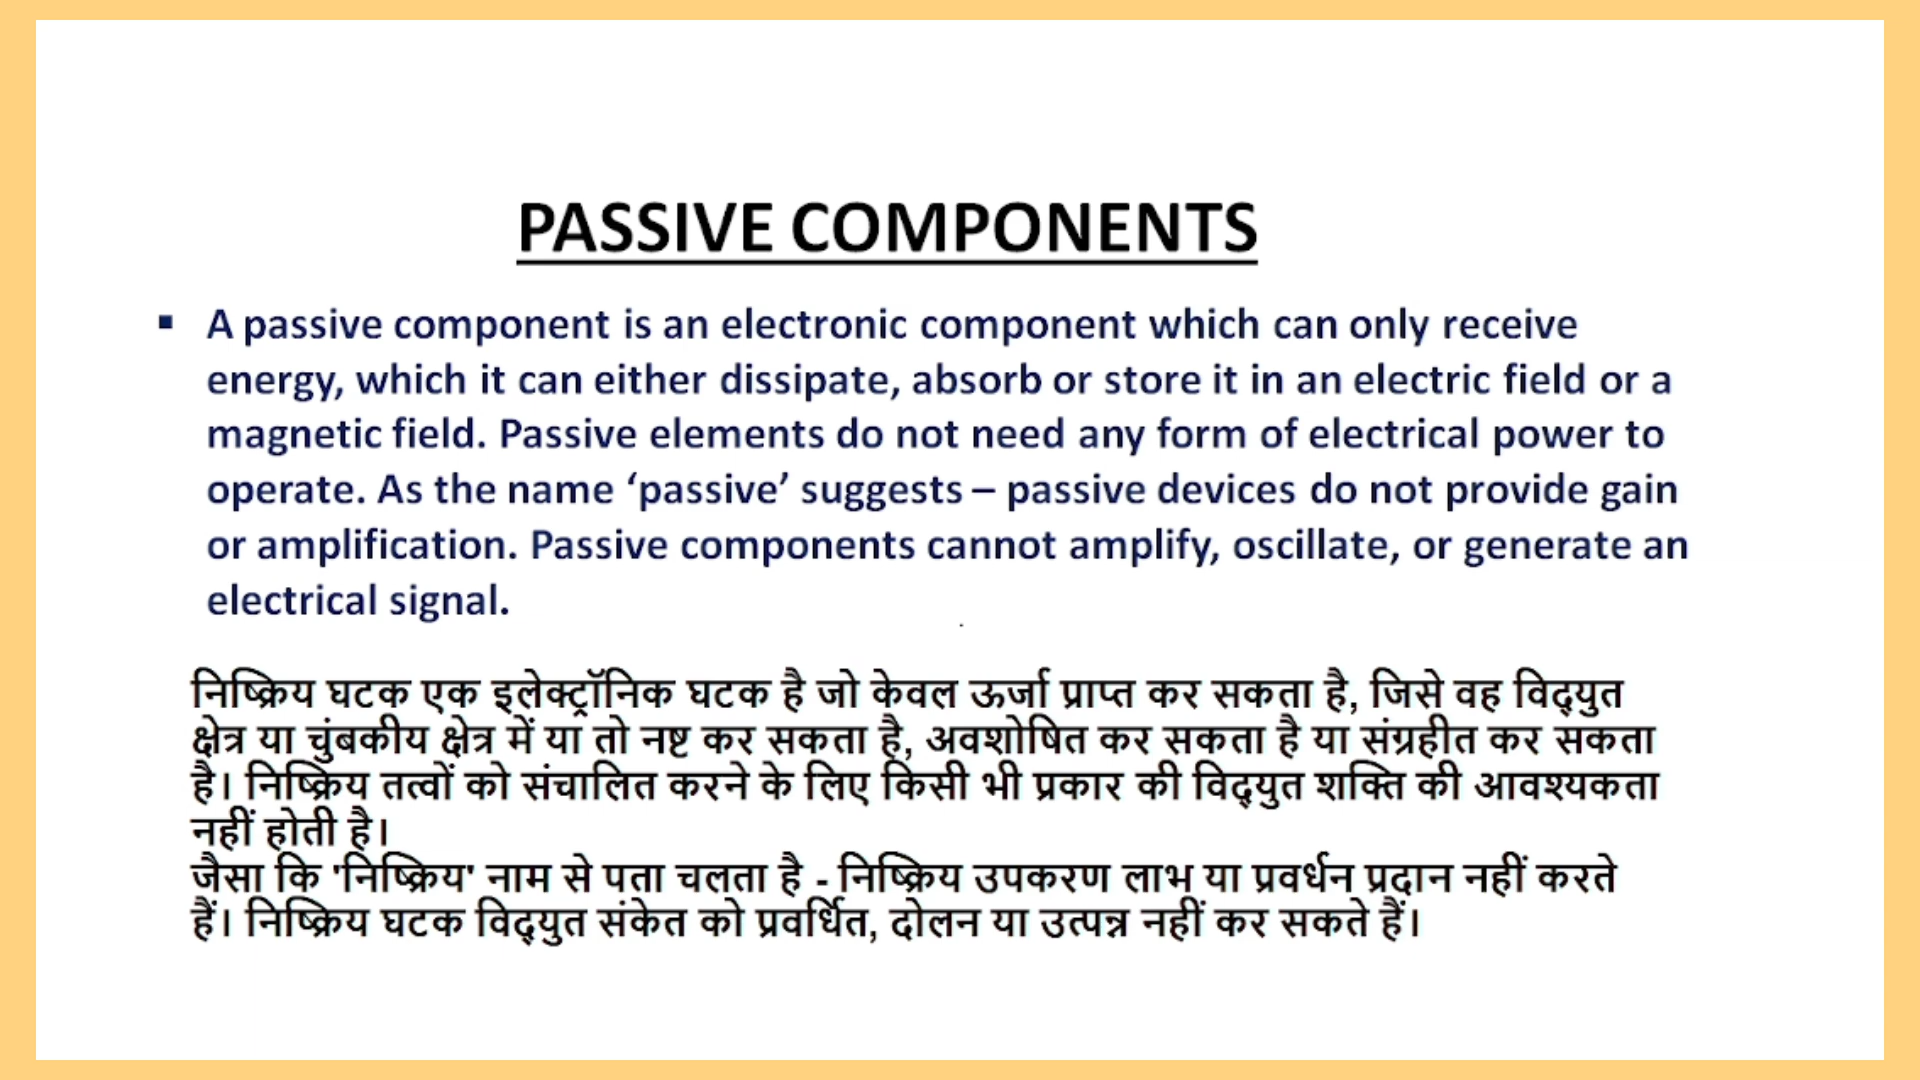 PASSIVE COMPONENTS
▪ A passive component is an electronic component which can only receive
energy, which it can either dissipate, absorb or store it in an electric field or a
magnetic field. Passive elements do not need any form of electrical power to
operate. As the name ‘passive’ suggests – passive devices do not provide gain
or amplification. Passive components cannot amplify, oscillate, or generate an
electrical signal.
निष्क्रिय घटक एक इलेक्ट्रॉनिक घटक है जो केवल ऊर्जा प्राप्त कर सकता है, जिसे वह विद्युत
क्षेत्र या चुंबकीय क्षेत्र में या तो नष्ट कर सकता है, अवशोषित कर सकता है या संग्रहीत कर सकता
है। निष्क्रिय तत्वों को संचालित करने के लिए किसी भी प्रकार की विद्युत शक्ति की आवश्यकता
नहीं होती है।
जैसा कि 'निष्क्रिय' नाम से पता चलता है - निष्क्रिय उपकरण लाभ या प्रवर्धन प्रदान नहीं करते
हैं। निष्क्रिय घटक विद्युत संकेत को प्रवर्धित, दोलन या उत्पन्न नहीं कर सकते हैं।